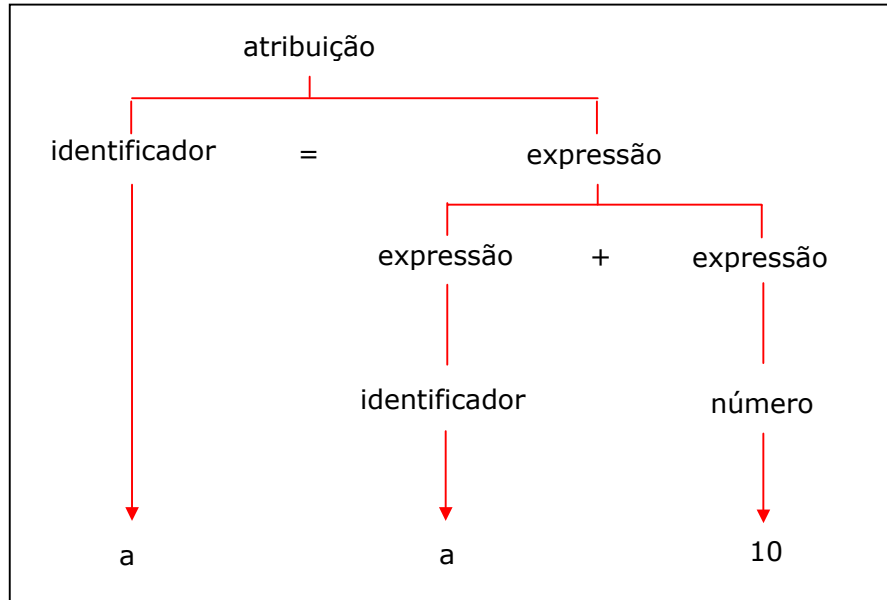 atribuição
identificador = expressão
expressão + expressão
identificador número
a a 10